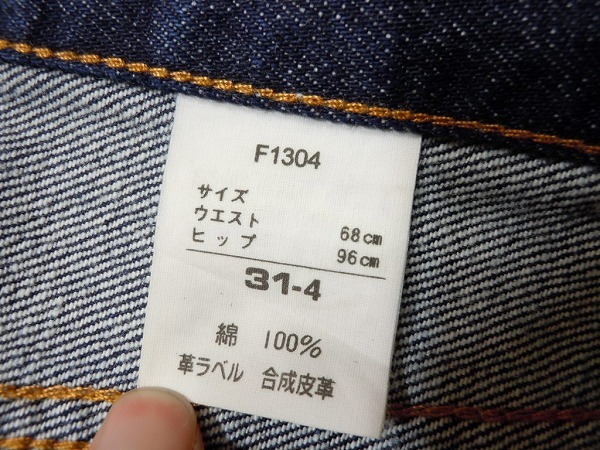 F1304
サイズ
ウエスト 68cm
ヒップ 96cm
31-4
綿 100%
革ラベル 合成皮革